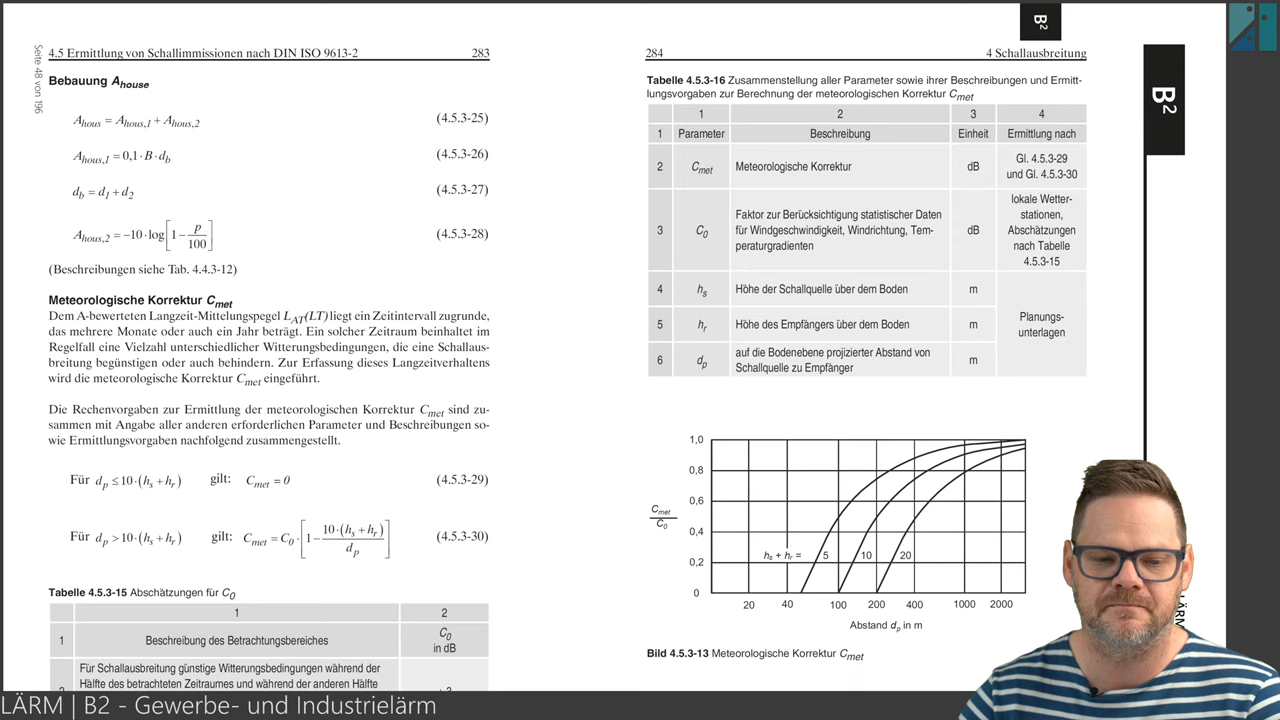 4.5 Ermittlung von Schallimmissionen nach DIN ISO 9613-2 283
Seite 48 von 196
Bebauung A_house
A_hous = A_hous,1 + A_hous,2 (4.5.3-25)
A_hous,1 = 0,1 · B · d_b (4.5.3-26)
d_b = d_1 + d_2 (4.5.3-27)
A_hous,2 = −10 · log[1 − p/100] (4.5.3-28)
(Beschreibungen siehe Tab. 4.4.3-12)
Meteorologische Korrektur C_met
Dem A-bewerteten Langzeit-Mittelungspegel L_AT(LT) liegt ein Zeitintervall zugrunde,
das mehrere Monate oder auch ein Jahr beträgt. Ein solcher Zeitraum beinhaltet im
Regelfall eine Vielzahl unterschiedlicher Witterungsbedingungen, die eine Schallaus-
breitung begünstigen oder auch behindern. Zur Erfassung dieses Langzeitverhaltens
wird die meteorologische Korrektur C_met eingeführt.
Die Rechenvorgaben zur Ermittlung der meteorologischen Korrektur C_met sind zu-
sammen mit Angabe aller anderen erforderlichen Parameter und Beschreibungen so-
wie Ermittlungsvorgaben nachfolgend zusammengestellt.
Für d_p ≤ 10 · (h_s + h_r) gilt: C_met = 0 (4.5.3-29)
Für d_p > 10 · (h_s + h_r) gilt: C_met = C_0 · [1 − 10 · (h_s + h_r)/d_p] (4.5.3-30)
Tabelle 4.5.3-15 Abschätzungen für C_0
1 2
1 Beschreibung des Betrachtungsbereiches C_0 in dB
Für Schallausbreitung günstige Witterungsbedingungen während der
Hälfte des betrachteten Zeitraumes und während der anderen Hälfte
284 4 Schallausbreitung
Tabelle 4.5.3-16 Zusammenstellung aller Parameter sowie ihrer Beschreibungen und Ermitt-
lungsvorgaben zur Berechnung der meteorologischen Korrektur C_met
1 2 3 4
1 Parameter Beschreibung Einheit Ermittlung nach
2 C_met Meteorologische Korrektur dB Gl. 4.5.3-29
und Gl. 4.5.3-30
3 C_0 Faktor zur Berücksichtigung statistischer Daten
für Windgeschwindigkeit, Windrichtung, Tem-
peraturgradienten
dB
lokale Wetter-
stationen,
Abschätzungen
nach Tabelle
4.5.3-15
4 h_s Höhe der Schallquelle über dem Boden m
5 h_r Höhe des Empfängers über dem Boden m
Planungs-
unterlagen
6 d_p auf die Bodenebene projizierter Abstand von
Schallquelle zu Empfänger
m
1,0
0,8
0,6
0,4
0,2
0
C_met
C_0
h_s + h_r = 5 10 20
20 40 100 200 400 1000 2000
Abstand d_p in m
Bild 4.5.3-13 Meteorologische Korrektur C_met
B²
B²
LÄRM
LÄRM | B2 - Gewerbe- und Industrielärm